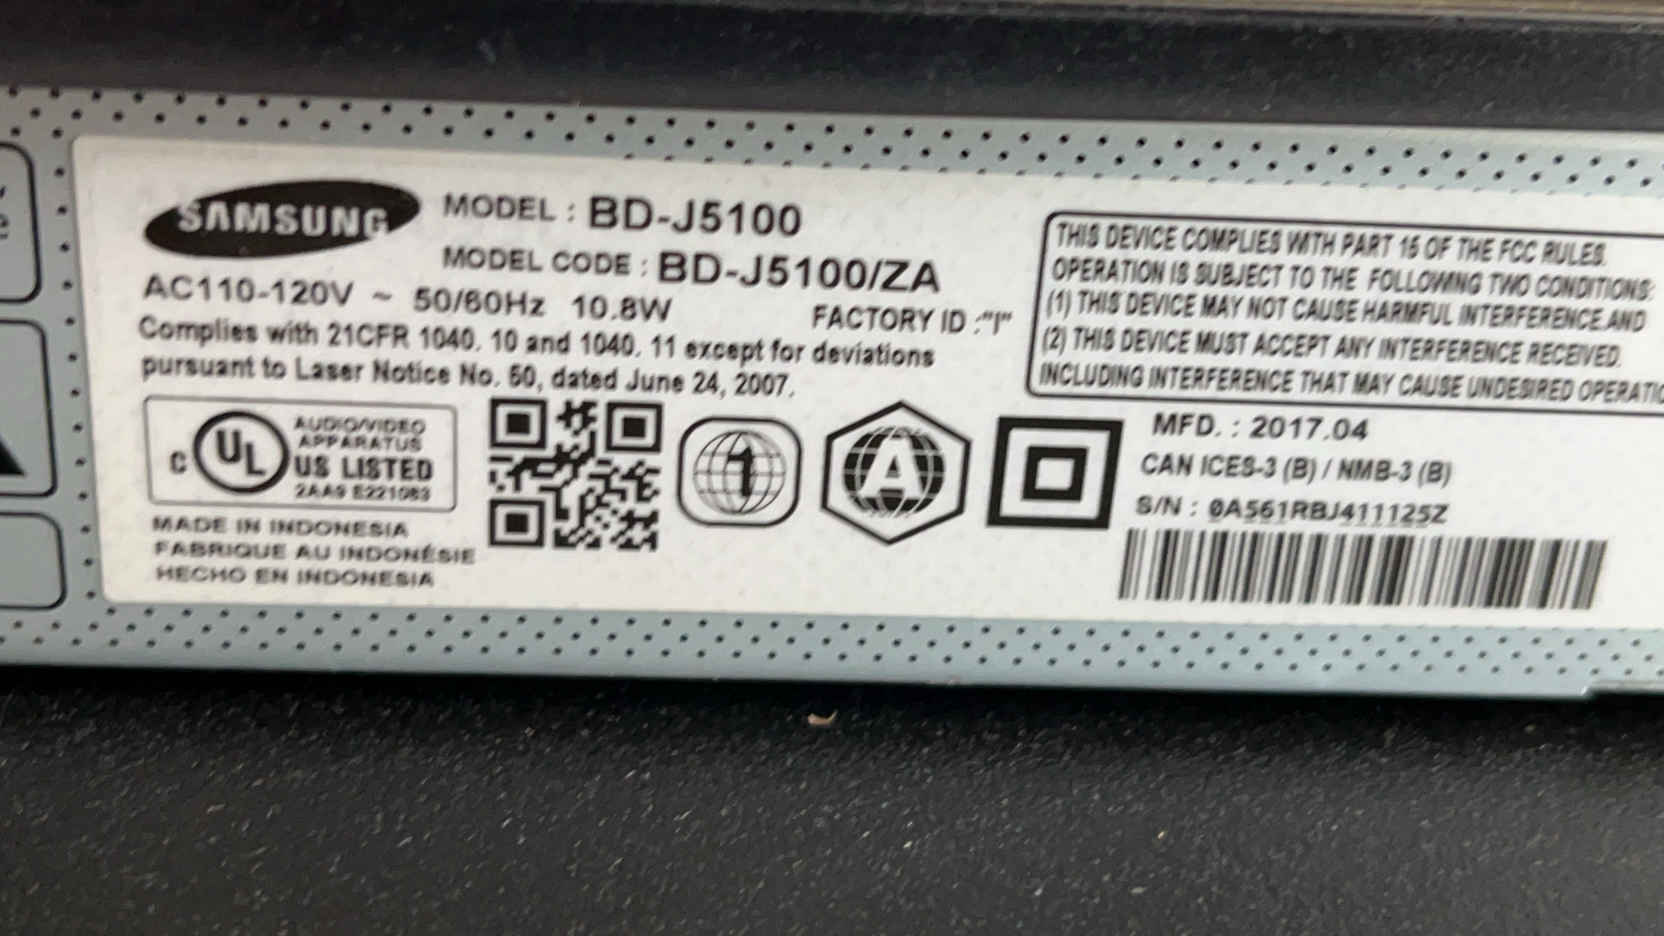 SAMSUNG
MODEL : BD-J5100
MODEL CODE : BD-J5100/ZA
AC110-120V ~ 50/60Hz 10.8W
FACTORY ID :"I"
Complies with 21CFR 1040. 10 and 1040. 11 except for deviations
pursuant to Laser Notice No. 50, dated June 24, 2007.
THIS DEVICE COMPLIES WITH PART 15 OF THE FCC RULES.
OPERATION IS SUBJECT TO THE FOLLOWING TWO CONDITIONS:
(1) THIS DEVICE MAY NOT CAUSE HARMFUL INTERFERENCE.AND
(2) THIS DEVICE MUST ACCEPT ANY INTERFERENCE RECEIVED.
INCLUDING INTERFERENCE THAT MAY CAUSE UNDESIRED OPERATIO
C UL
AUDIO/VIDEO
APPARATUS
US LISTED
2AA9 E221083
MADE IN INDONESIA
FABRIQUE AU INDONÉSIE
HECHO EN INDONESIA
1
A
MFD. : 2017.04
CAN ICES-3 (B) / NMB-3 (B)
S/N : 0A561RBJ411125Z